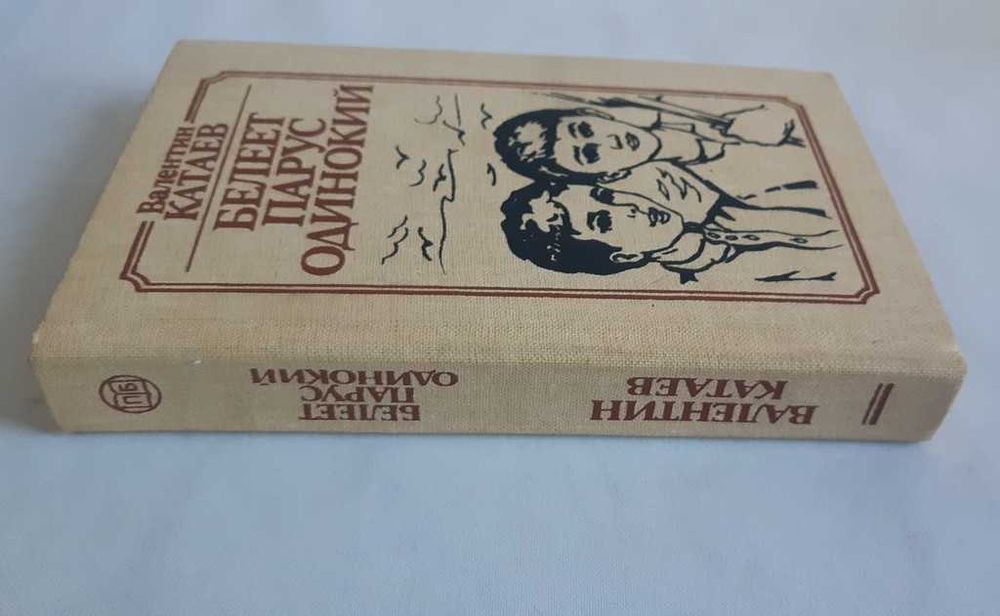 Валентин
КАТАЕВ
БЕЛЕЕТ
ПАРУС
ОДИНОКИЙ
ВАЛЕНТИН
КАТАЕВ
БЕЛЕЕТ
ПАРУС
ОДИНОКИЙ